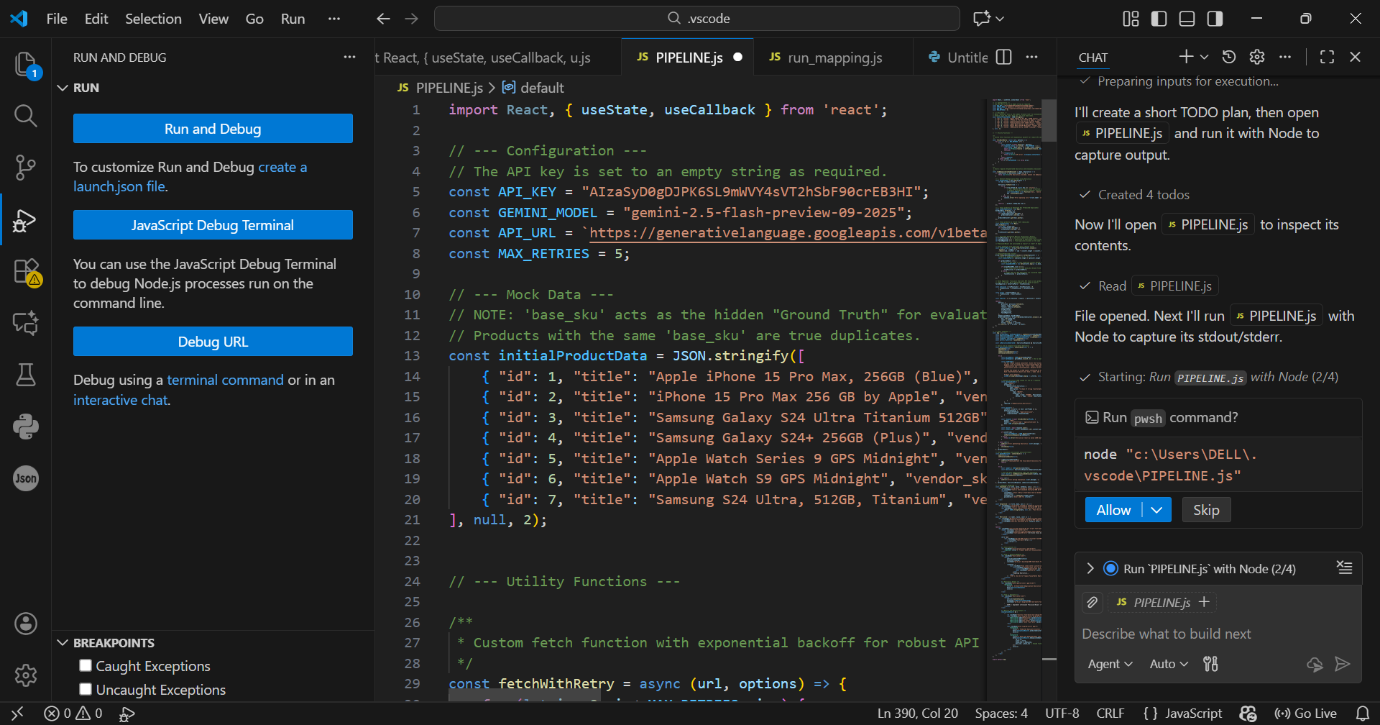 File Edit Selection View Go Run ··· .vscode
RUN AND DEBUG
RUN
Run and Debug
To customize Run and Debug create a
launch.json file.
JavaScript Debug Terminal
You can use the JavaScript Debug Terminal
to debug Node.js processes run on the
command line.
Debug URL
Debug using a terminal command or in an
interactive chat.
BREAKPOINTS
Caught Exceptions
Uncaught Exceptions
1
Json
t React, { useState, useCallback, u.js
JS PIPELINE.js
JS run_mapping.js
Untitle
JS PIPELINE.js > default
1 import React, { useState, useCallback } from 'react';
2
3 // --- Configuration ---
4 // The API key is set to an empty string as required.
5 const API_KEY = "AIzaSyD0gDJPK6SL9mWVY4sVT2hSbF90crEB3HI";
6 const GEMINI_MODEL = "gemini-2.5-flash-preview-09-2025";
7 const API_URL = `https://generativelanguage.googleapis.com/v1beta
8 const MAX_RETRIES = 5;
9
10 // --- Mock Data ---
11 // NOTE: 'base_sku' acts as the hidden "Ground Truth" for evaluat
12 // Products with the same 'base_sku' are true duplicates.
13 const initialProductData = JSON.stringify([
14 { "id": 1, "title": "Apple iPhone 15 Pro Max, 256GB (Blue)",
15 { "id": 2, "title": "iPhone 15 Pro Max 256 GB by Apple", "ven
16 { "id": 3, "title": "Samsung Galaxy S24 Ultra Titanium 512GB"
17 { "id": 4, "title": "Samsung Galaxy S24+ 256GB (Plus)", "vend
18 { "id": 5, "title": "Apple Watch Series 9 GPS Midnight", "ven
19 { "id": 6, "title": "Apple Watch S9 GPS Midnight", "vendor_sk
20 { "id": 7, "title": "Samsung S24 Ultra, 512GB, Titanium", "ve
21 ], null, 2);
22
23
24 // --- Utility Functions ---
25
26 /**
27 * Custom fetch function with exponential backoff for robust API
28 */
29 const fetchWithRetry = async (url, options) => {
CHAT
Preparing inputs for execution...
I'll create a short TODO plan, then open
JS PIPELINE.js and run it with Node to
capture output.
Created 4 todos
Now I'll open JS PIPELINE.js to inspect its
contents.
Read JS PIPELINE.js
File opened. Next I'll run JS PIPELINE.js with
Node to capture its stdout/stderr.
Starting: Run PIPELINE.js with Node (2/4)
Run pwsh command?
node "c:\Users\DELL\.
vscode\PIPELINE.js"
Allow Skip
Run `PIPELINE.js` with Node (2/4)
JS PIPELINE.js +
Describe what to build next
Agent Auto
0 0
Ln 390, Col 20 Spaces: 4 UTF-8 CRLF { } JavaScript Go Live